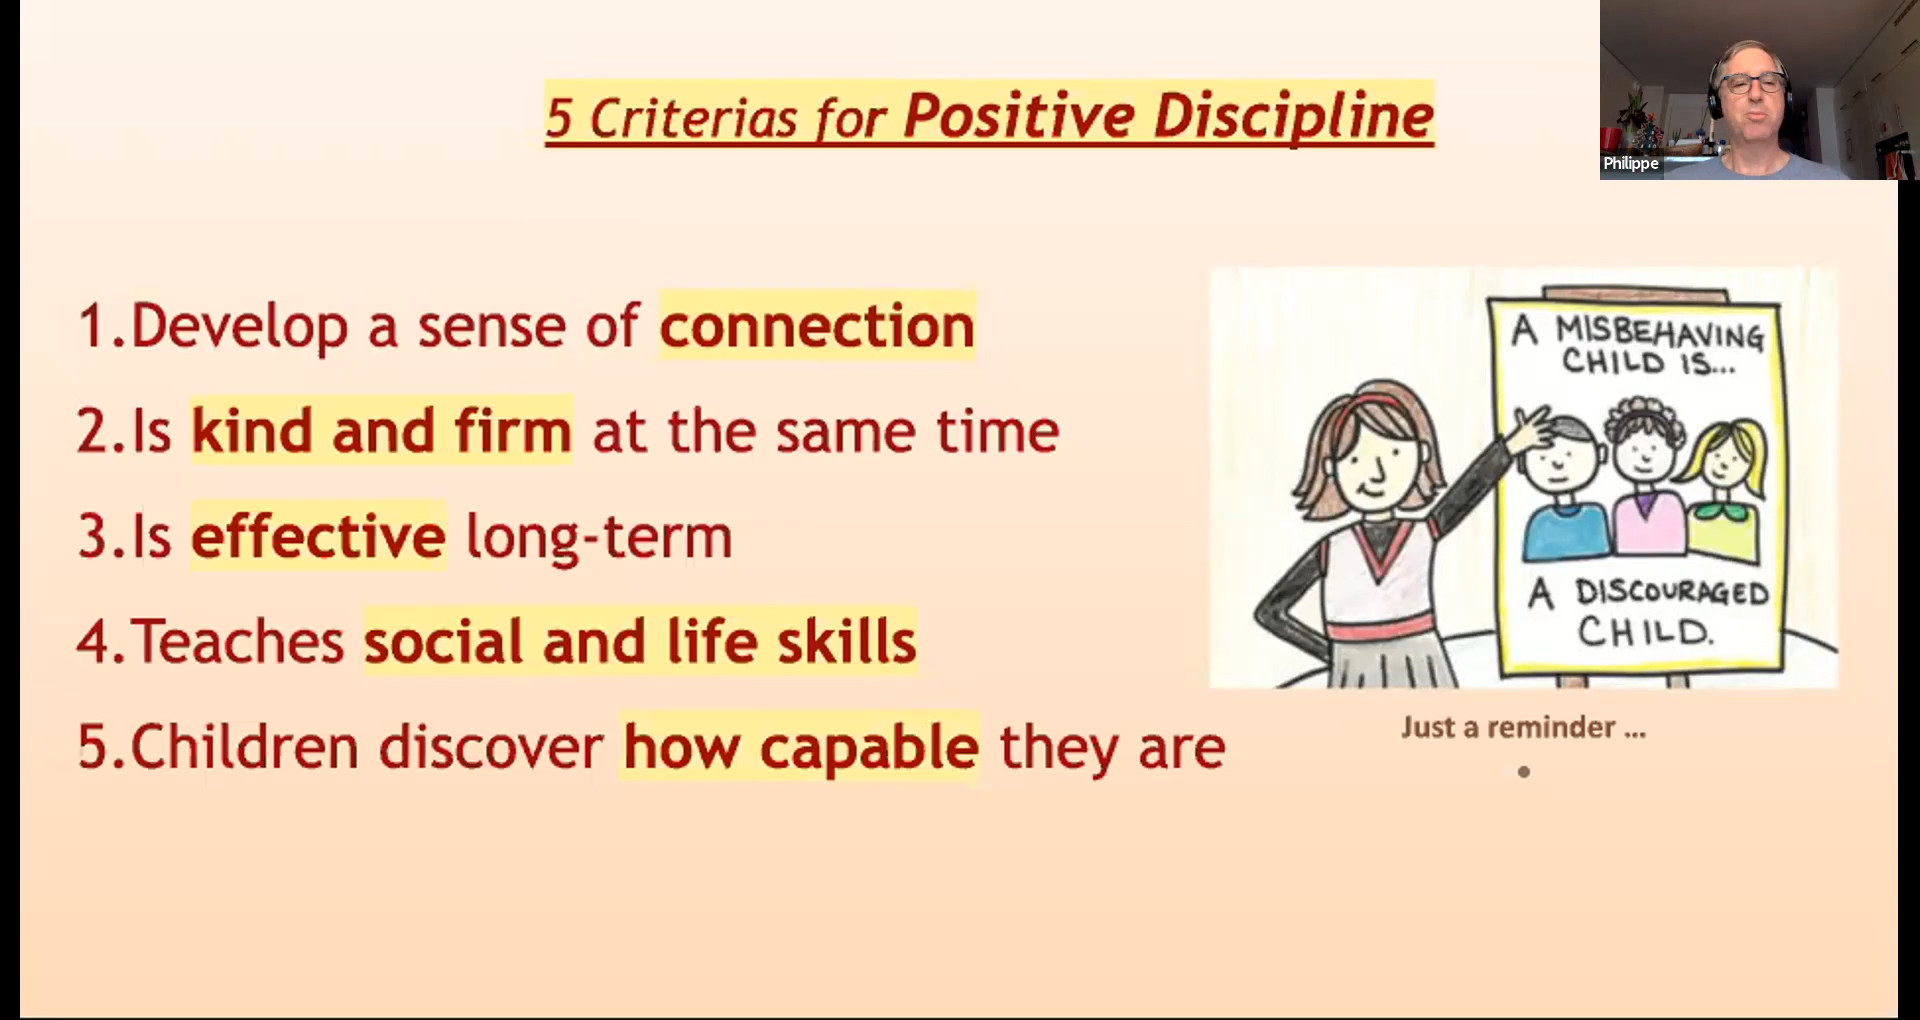 5 Criterias for Positive Discipline
Philippe
1.Develop a sense of connection
2.Is kind and firm at the same time
3.Is effective long-term
4.Teaches social and life skills
5.Children discover how capable they are
A MISBEHAVING
CHILD IS...
A DISCOURAGED
CHILD.
Just a reminder ...